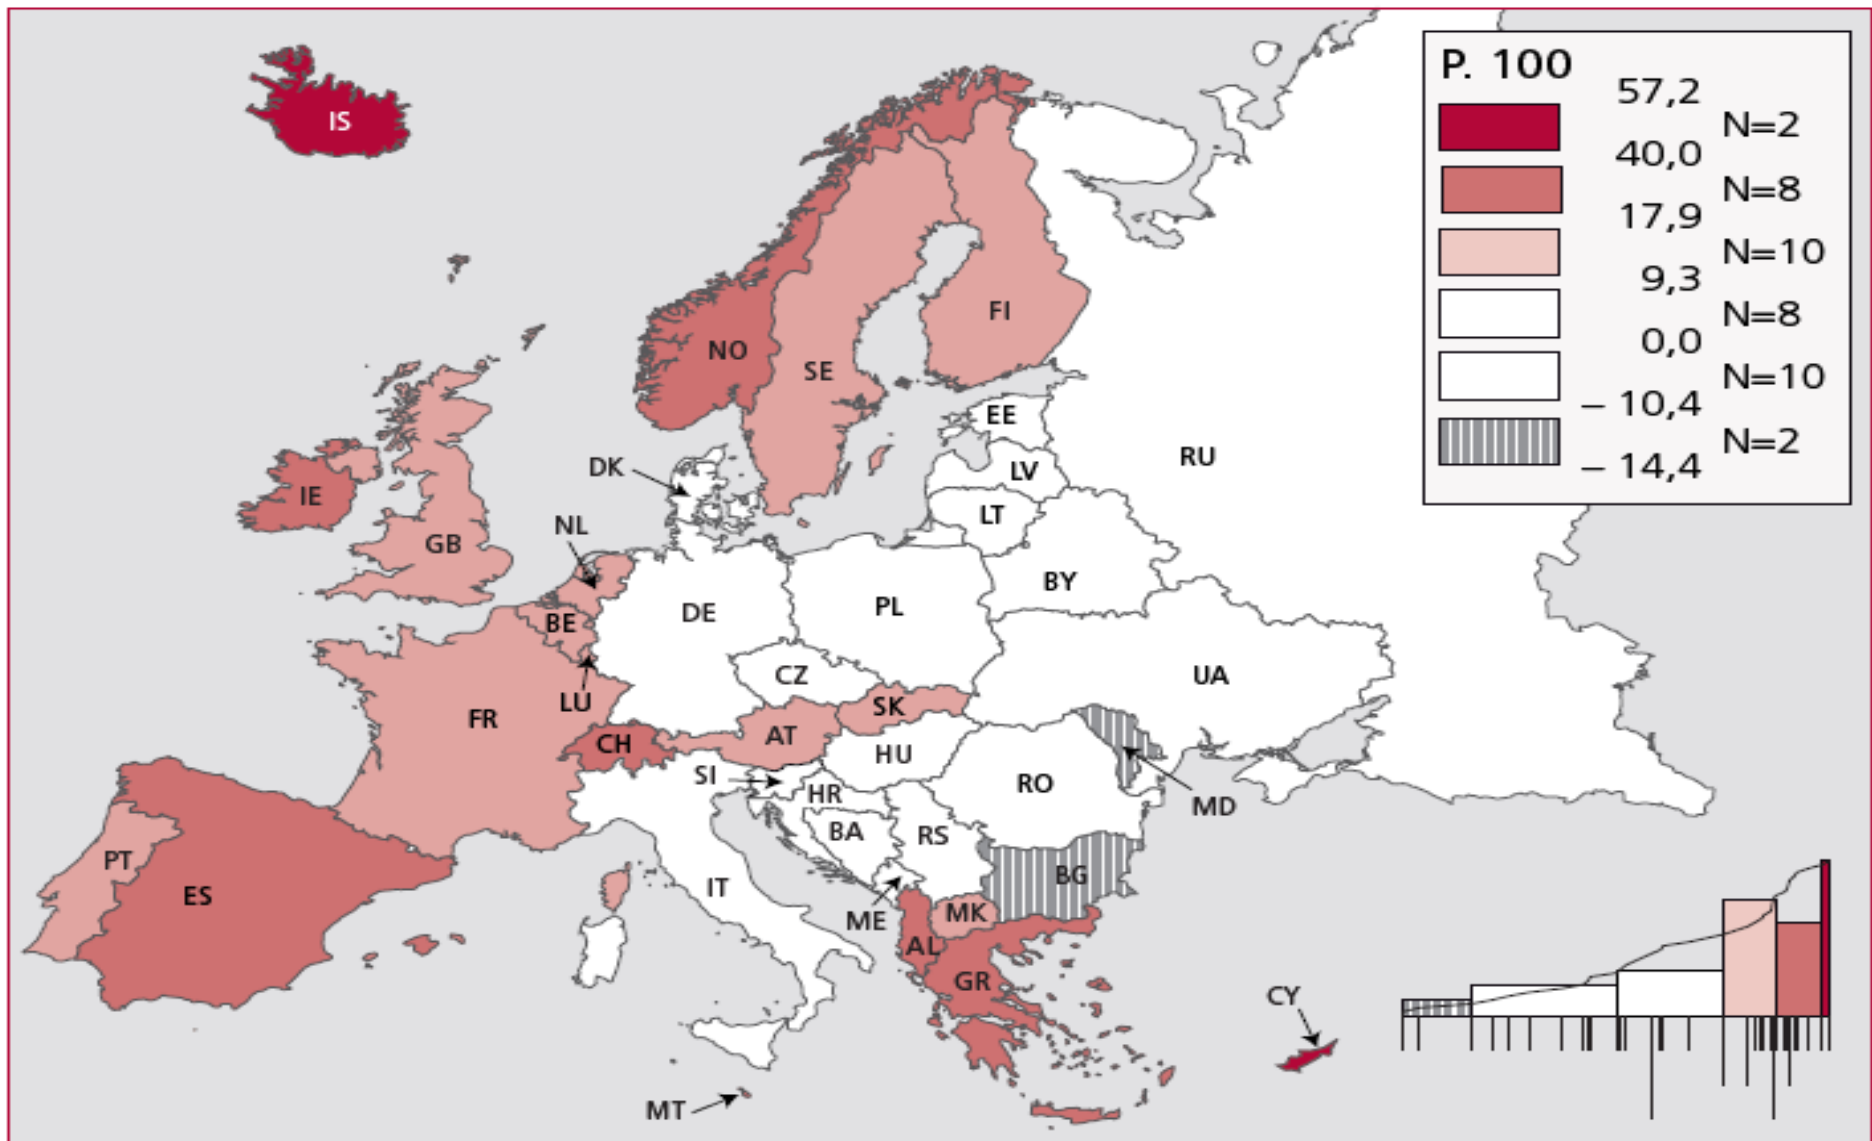 P. 100
57,2
N=2
40,0
N=8
17,9
N=10
9,3
N=8
0,0
N=10
– 10,4
N=2
– 14,4
IS
NO
SE
FI
EE
LV
LT
RU
DK
IE
GB
NL
BE
LU
DE
PL
BY
CZ
UA
SK
FR
CH
AT
HU
SI
HR
RO
MD
BA
RS
PT
ES
IT
ME
BG
MK
AL
GR
CY
MT